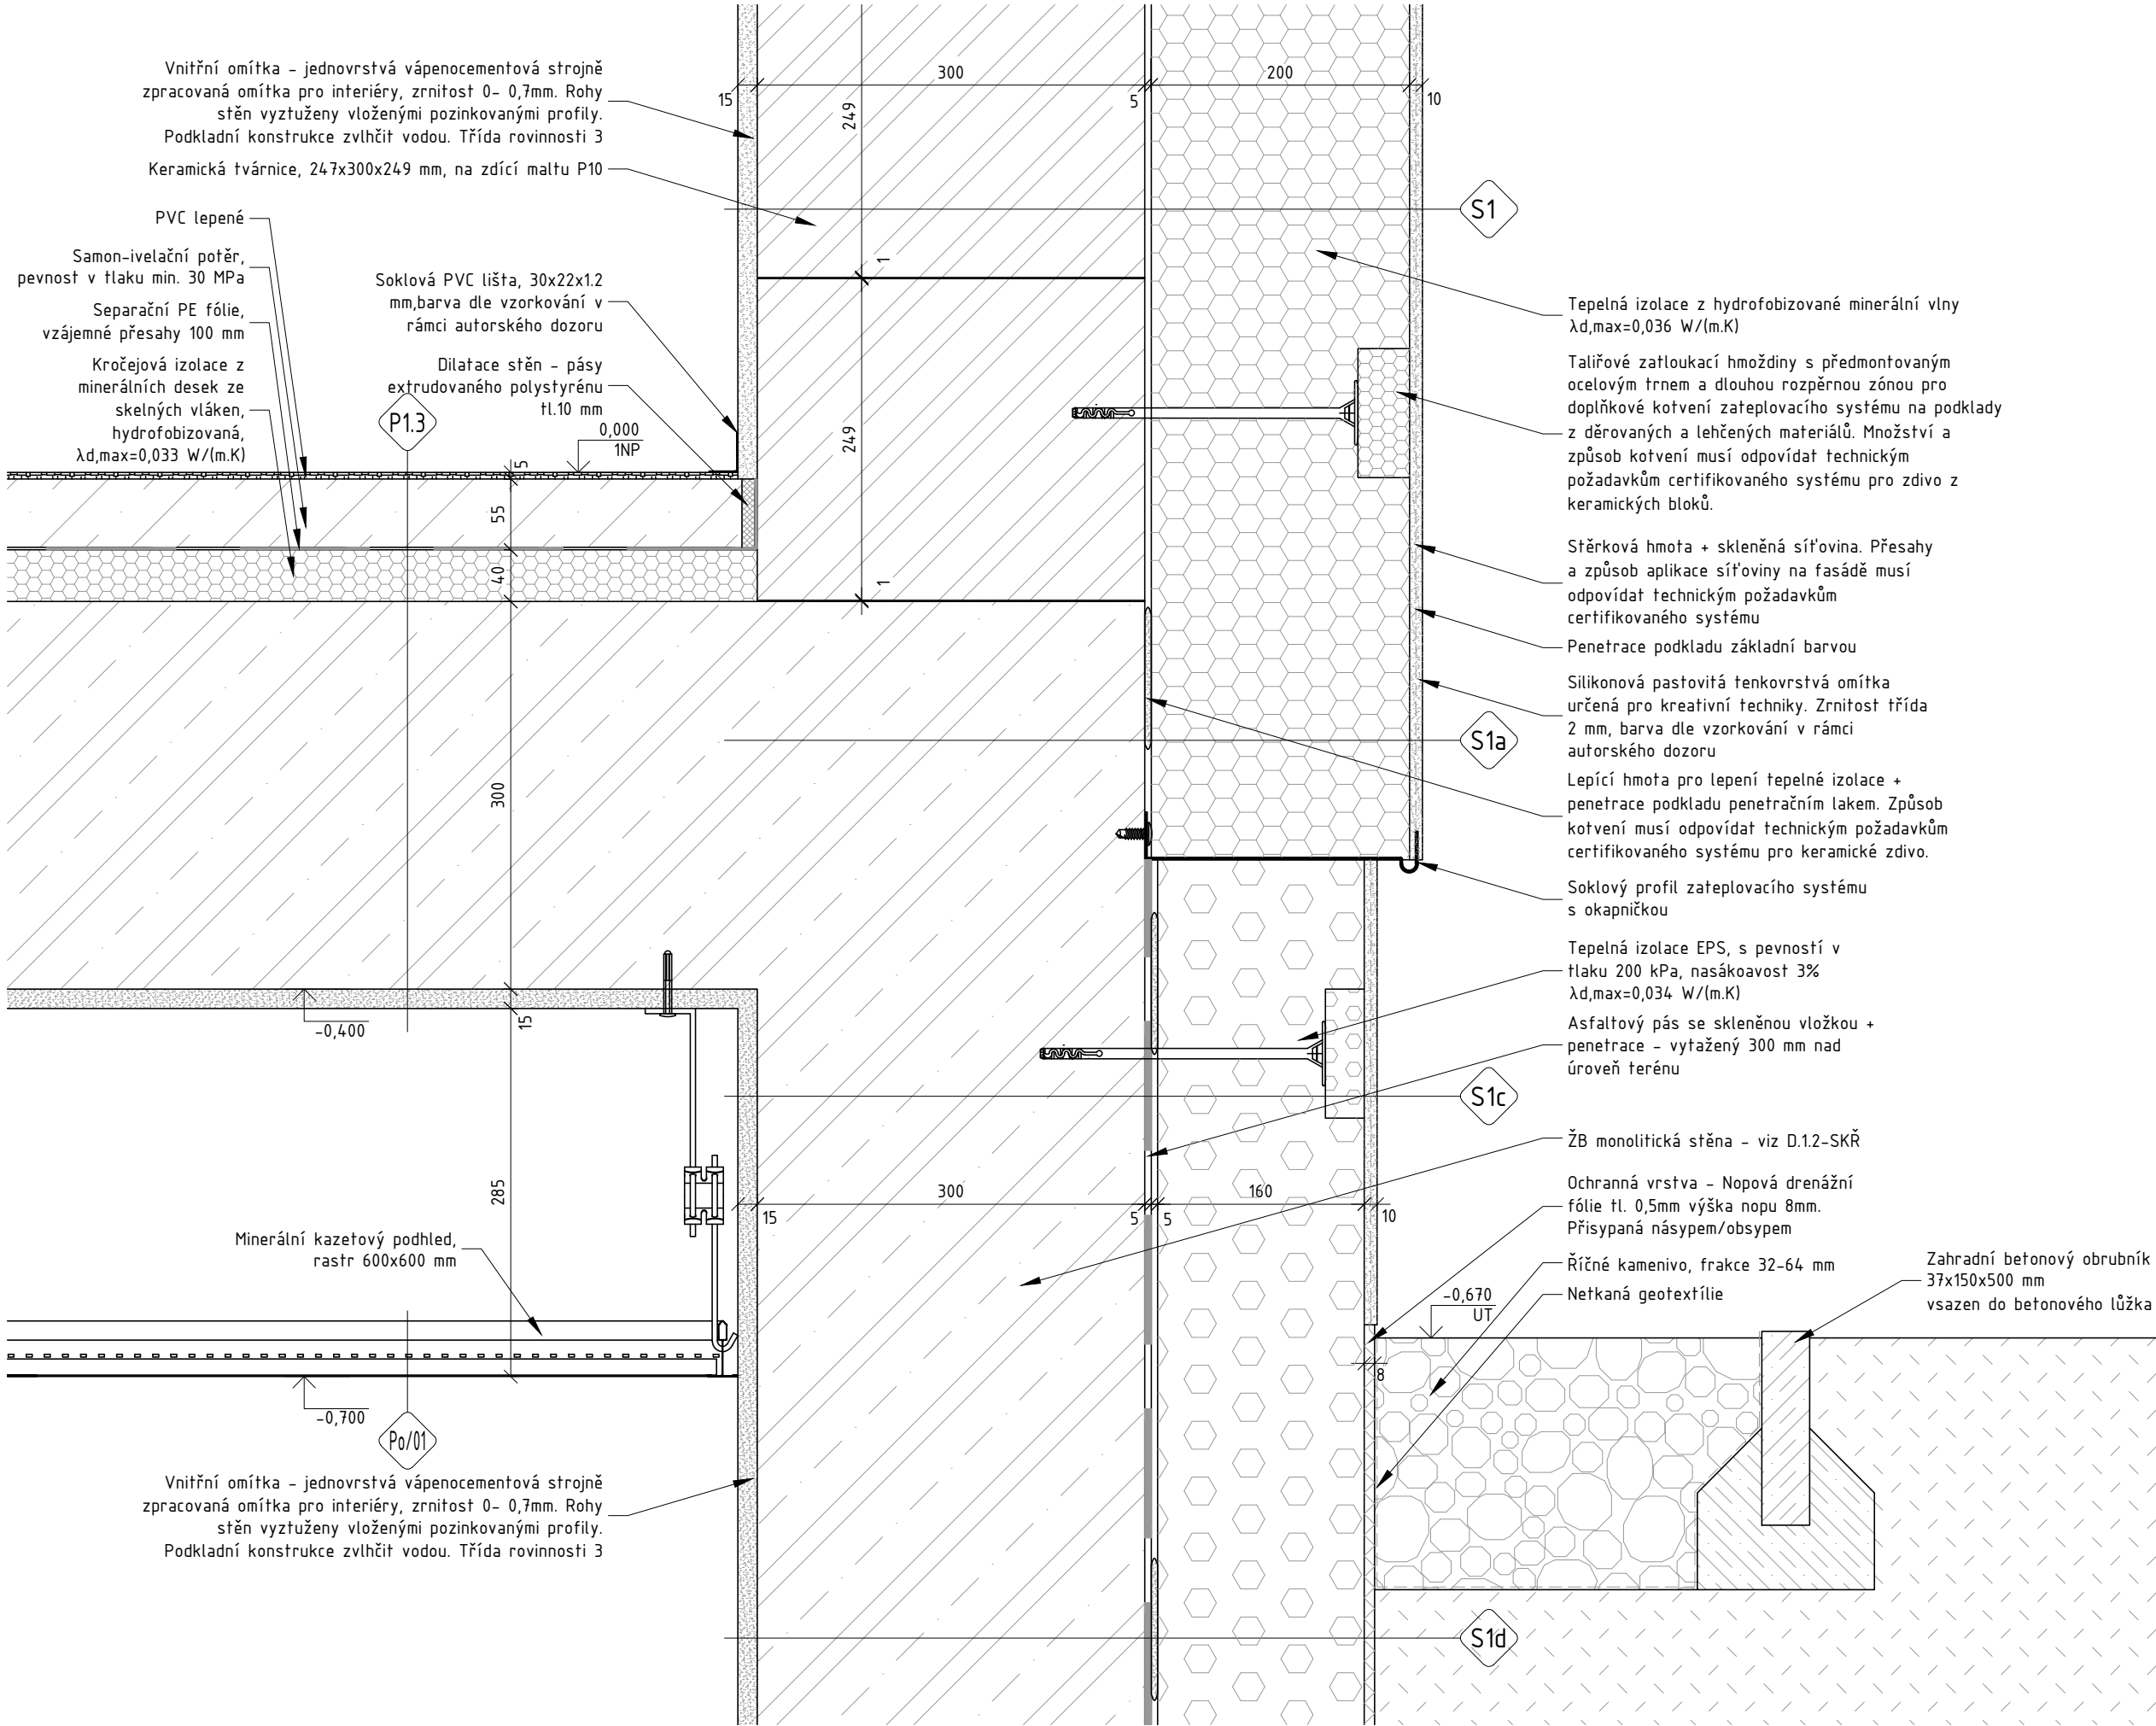 Vnitřní omítka - jednovrstvá vápenocementová strojně
zpracovaná omítka pro interiéry, zrnitost 0- 0,7mm. Rohy
stěn vyztuženy vloženými pozinkovanými profily.
Podkladní konstrukce zvlhčit vodou. Třída rovinnosti 3
Keramická tvárnice, 247x300x249 mm, na zdící maltu P10
PVC lepené
Samon-ivelační potěr,
pevnost v tlaku min. 30 MPa
Separační PE fólie,
vzájemné přesahy 100 mm
Kročejová izolace z
minerálních desek ze
skelných vláken,
hydrofobizovaná,
λd,max=0,033 W/(m.K)
Soklová PVC lišta, 30x22x1.2
mm,barva dle vzorkování v
rámci autorského dozoru
Dilatace stěn - pásy
extrudovaného polystyrénu
tl.10 mm
P1.3
0,000
1NP
15
300
5
200
10
249
1
249
1
5
55
40
300
15
285
S1
Tepelná izolace z hydrofobizované minerální vlny
λd,max=0,036 W/(m.K)
Talířové zatloukací hmoždiny s předmontovaným
ocelovým trnem a dlouhou rozpěrnou zónou pro
doplňkové kotvení zateplovacího systému na podklady
z děrovaných a lehčených materiálů. Množství a
způsob kotvení musí odpovídat technickým
požadavkům certifikovaného systému pro zdivo z
keramických bloků.
Stěrková hmota + skleněná síťovina. Přesahy
a způsob aplikace síťoviny na fasádě musí
odpovídat technickým požadavkům
certifikovaného systému
Penetrace podkladu základní barvou
Silikonová pastovitá tenkovrstvá omítka
určená pro kreativní techniky. Zrnitost třída
2 mm, barva dle vzorkování v rámci
autorského dozoru
S1a
Lepící hmota pro lepení tepelné izolace +
penetrace podkladu penetračním lakem. Způsob
kotvení musí odpovídat technickým požadavkům
certifikovaného systému pro keramické zdivo.
Soklový profil zateplovacího systému
s okapničkou
Tepelná izolace EPS, s pevností v
tlaku 200 kPa, nasákoavost 3%
λd,max=0,034 W/(m.K)
Asfaltový pás se skleněnou vložkou +
penetrace - vytažený 300 mm nad
úroveň terénu
S1c
ŽB monolitická stěna - viz D.1.2-SKŘ
Ochranná vrstva - Nopová drenážní
fólie tl. 0,5mm výška nopu 8mm.
Přisypaná násypem/obsypem
Říčné kamenivo, frakce 32-64 mm
Netkaná geotextílie
Zahradní betonový obrubník
37x150x500 mm
vsazen do betonového lůžka
-0,670
UT
15
300
5
5
160
10
8
-0,400
Minerální kazetový podhled,
rastr 600x600 mm
-0,700
Po/01
Vnitřní omítka - jednovrstvá vápenocementová strojně
zpracovaná omítka pro interiéry, zrnitost 0- 0,7mm. Rohy
stěn vyztuženy vloženými pozinkovanými profily.
Podkladní konstrukce zvlhčit vodou. Třída rovinnosti 3
S1d